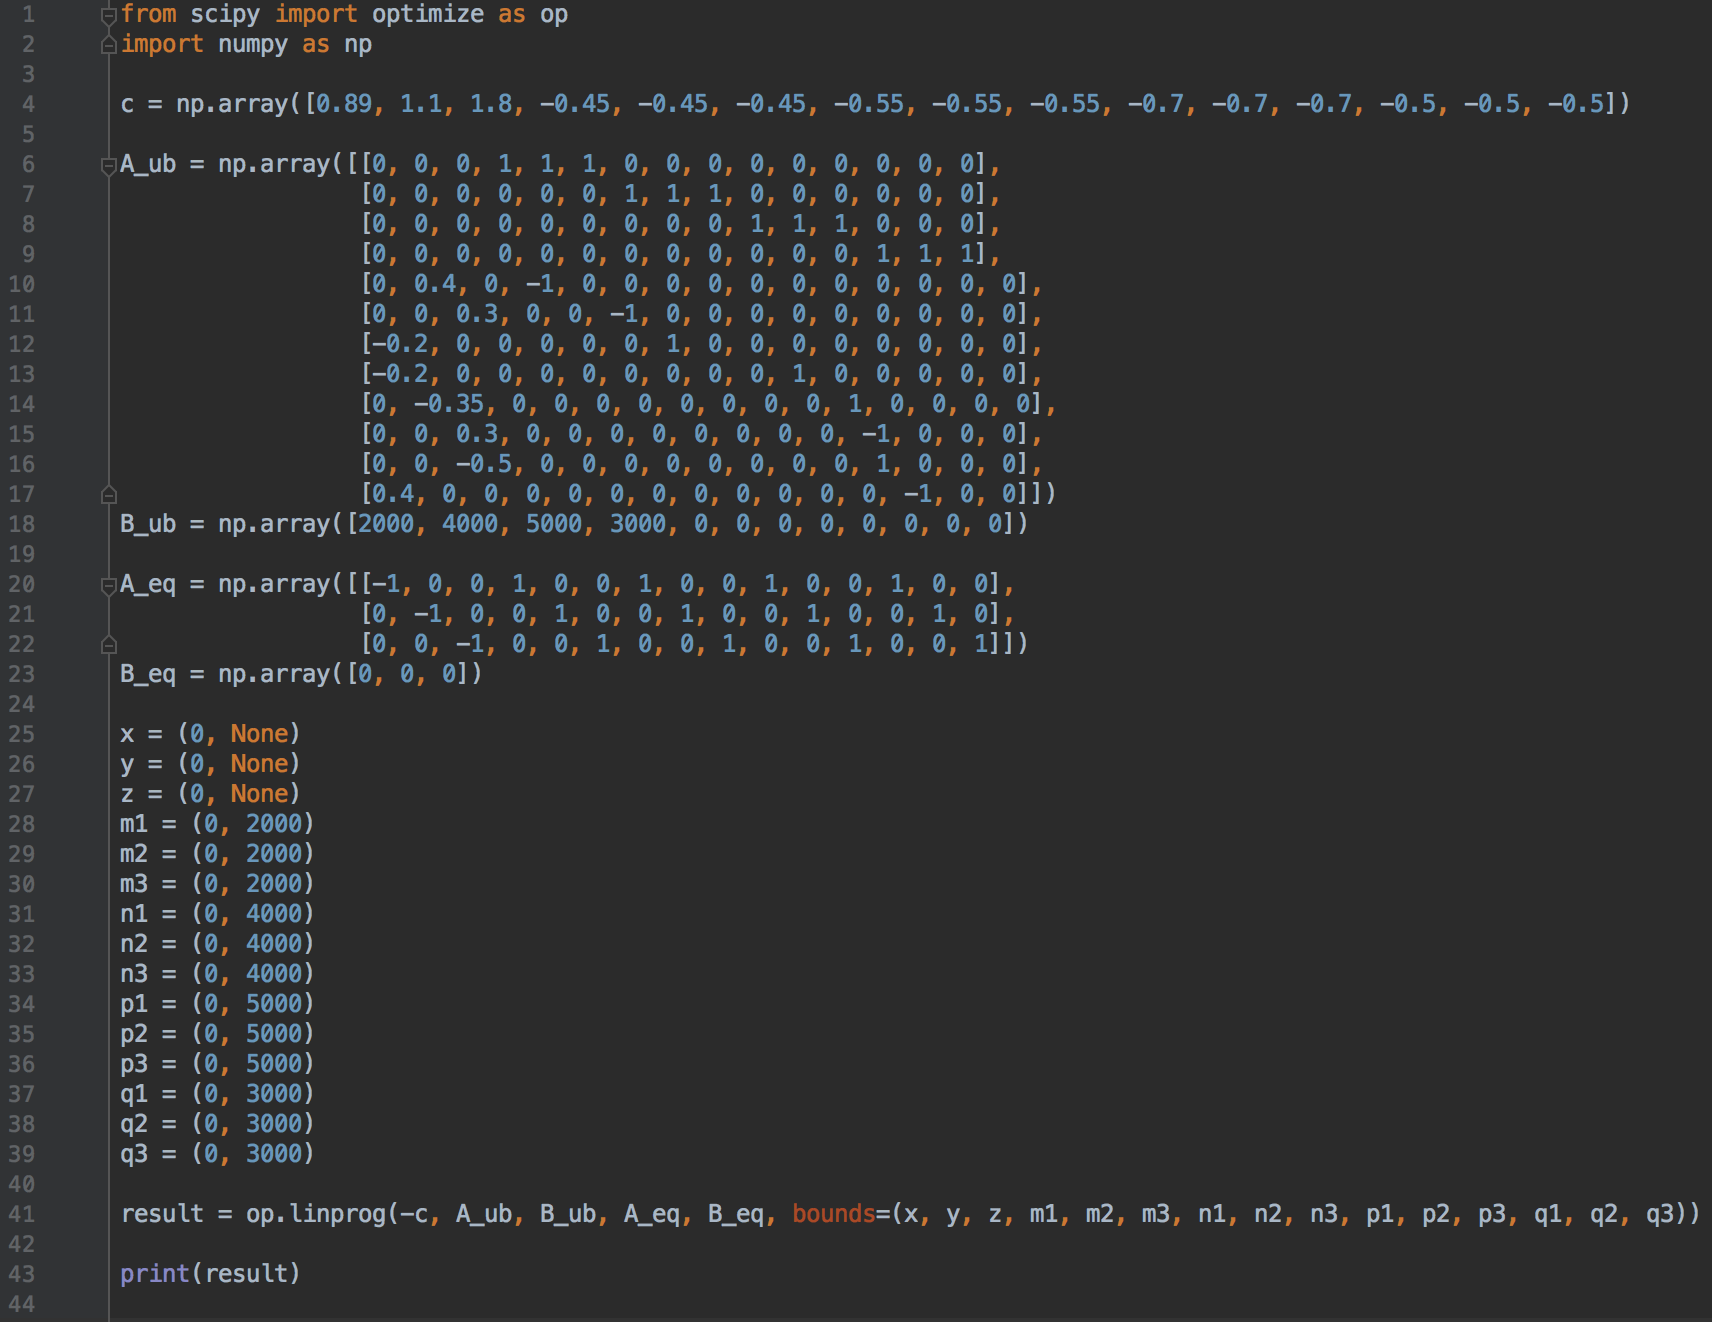 1 from scipy import optimize as op
2 import numpy as np
3
4 c = np.array([0.89, 1.1, 1.8, -0.45, -0.45, -0.45, -0.55, -0.55, -0.55, -0.7, -0.7, -0.7, -0.5, -0.5, -0.5])
5
6 A_ub = np.array([[0, 0, 0, 1, 1, 1, 0, 0, 0, 0, 0, 0, 0, 0, 0],
7 [0, 0, 0, 0, 0, 0, 1, 1, 1, 0, 0, 0, 0, 0, 0],
8 [0, 0, 0, 0, 0, 0, 0, 0, 0, 1, 1, 1, 0, 0, 0],
9 [0, 0, 0, 0, 0, 0, 0, 0, 0, 0, 0, 0, 1, 1, 1],
10 [0, 0.4, 0, -1, 0, 0, 0, 0, 0, 0, 0, 0, 0, 0, 0],
11 [0, 0, 0.3, 0, 0, -1, 0, 0, 0, 0, 0, 0, 0, 0, 0],
12 [-0.2, 0, 0, 0, 0, 0, 1, 0, 0, 0, 0, 0, 0, 0, 0],
13 [-0.2, 0, 0, 0, 0, 0, 0, 0, 0, 1, 0, 0, 0, 0, 0],
14 [0, -0.35, 0, 0, 0, 0, 0, 0, 0, 0, 1, 0, 0, 0, 0],
15 [0, 0, 0.3, 0, 0, 0, 0, 0, 0, 0, 0, -1, 0, 0, 0],
16 [0, 0, -0.5, 0, 0, 0, 0, 0, 0, 0, 0, 1, 0, 0, 0],
17 [0.4, 0, 0, 0, 0, 0, 0, 0, 0, 0, 0, 0, -1, 0, 0]])
18 B_ub = np.array([2000, 4000, 5000, 3000, 0, 0, 0, 0, 0, 0, 0, 0])
19
20 A_eq = np.array([[-1, 0, 0, 1, 0, 0, 1, 0, 0, 1, 0, 0, 1, 0, 0],
21 [0, -1, 0, 0, 1, 0, 0, 1, 0, 0, 1, 0, 0, 1, 0],
22 [0, 0, -1, 0, 0, 1, 0, 0, 1, 0, 0, 1, 0, 0, 1]])
23 B_eq = np.array([0, 0, 0])
24
25 x = (0, None)
26 y = (0, None)
27 z = (0, None)
28 m1 = (0, 2000)
29 m2 = (0, 2000)
30 m3 = (0, 2000)
31 n1 = (0, 4000)
32 n2 = (0, 4000)
33 n3 = (0, 4000)
34 p1 = (0, 5000)
35 p2 = (0, 5000)
36 p3 = (0, 5000)
37 q1 = (0, 3000)
38 q2 = (0, 3000)
39 q3 = (0, 3000)
40
41 result = op.linprog(-c, A_ub, B_ub, A_eq, B_eq, bounds=(x, y, z, m1, m2, m3, n1, n2, n3, p1, p2, p3, q1, q2, q3))
42
43 print(result)
44